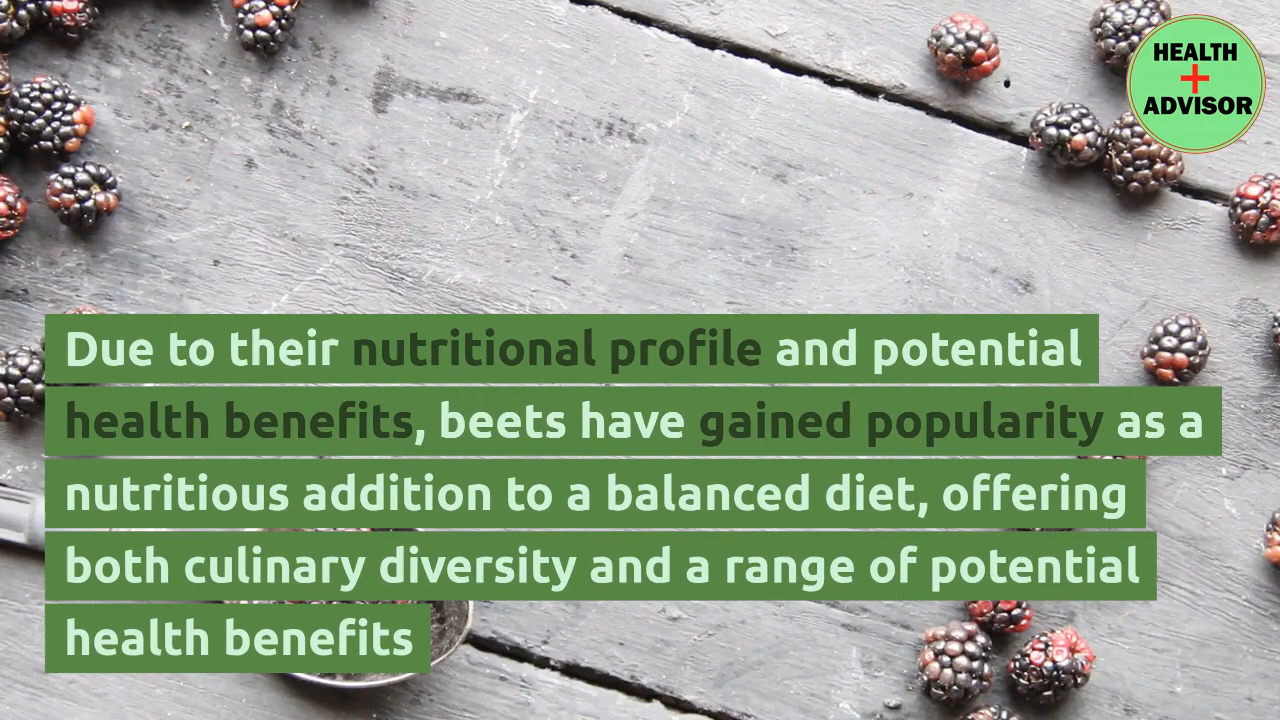 HEALTH
+
ADVISOR
Due to their nutritional profile and potential
health benefits, beets have gained popularity as a
nutritious addition to a balanced diet, offering
both culinary diversity and a range of potential
health benefits